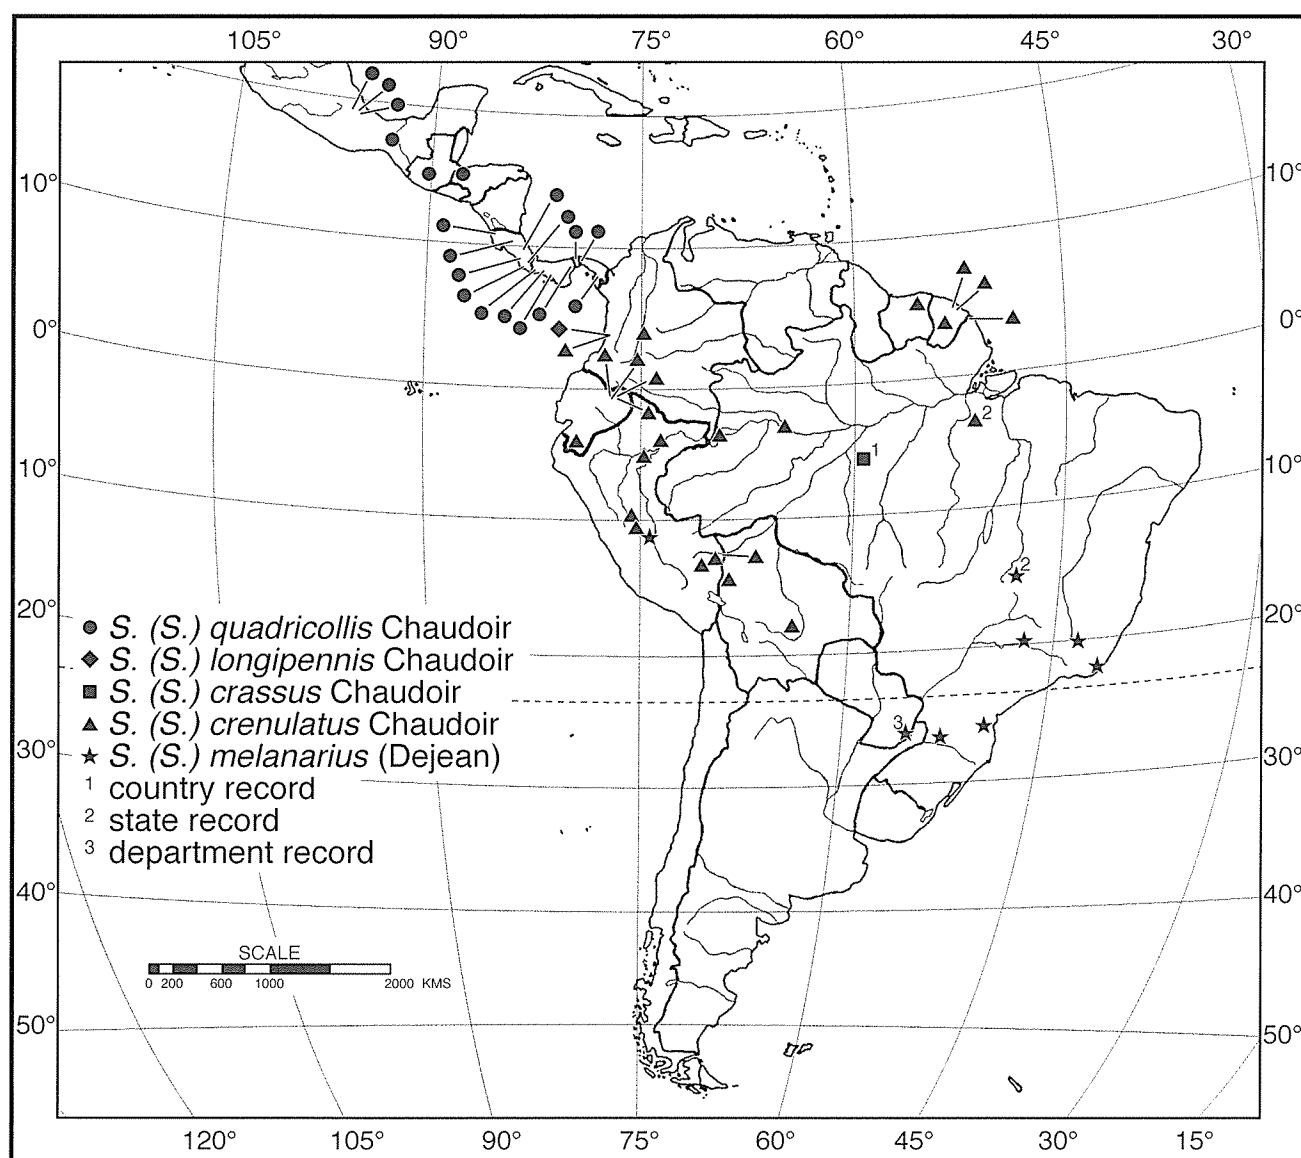 105° 90° 75° 60° 45° 30°
10° 10°
0° 0°
2
1
10° 10°
2
20° 20°
● S. (S.) quadricollis Chaudoir
◆ S. (S.) longipennis Chaudoir
■ S. (S.) crassus Chaudoir
▲ S. (S.) crenulatus Chaudoir
3
★ S. (S.) melanarius (Dejean)
30° 30°
1 country record
2 state record
3 department record
40° 40°
SCALE
0 200 600 1000 2000 KMS
50° 50°
120° 105° 90° 75° 60° 45° 30° 15°